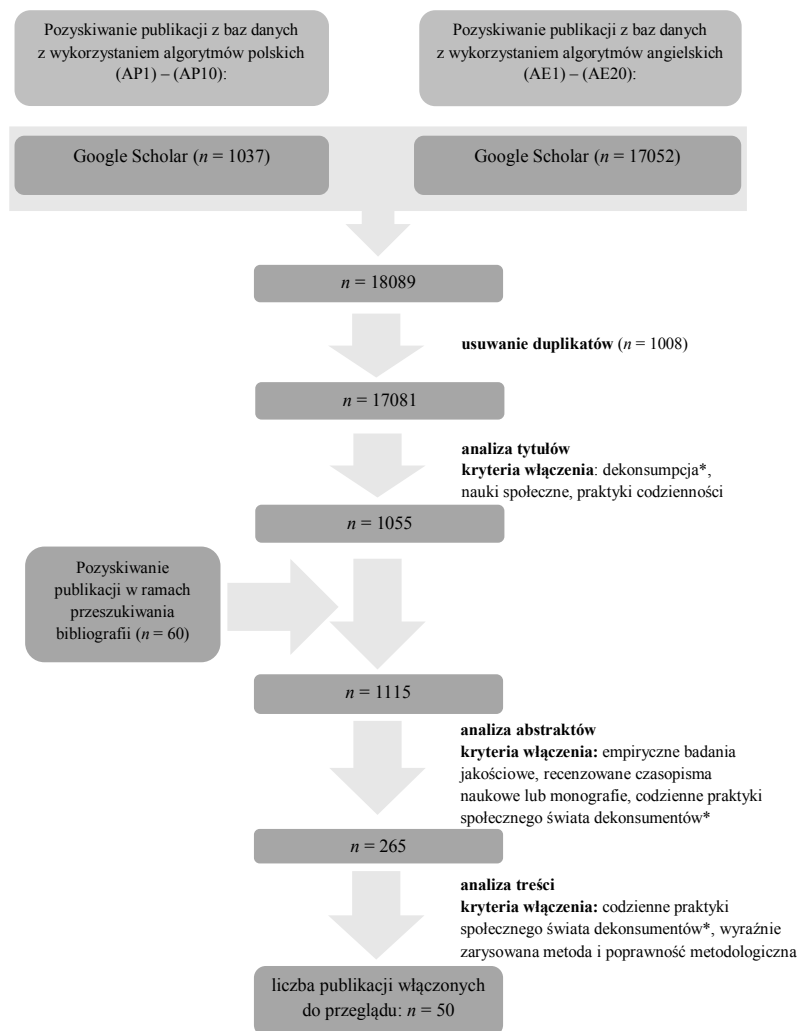 Pozyskiwanie publikacji z baz danych
z wykorzystaniem algorytmów polskich
(AP1) – (AP10):
Pozyskiwanie publikacji z baz danych
z wykorzystaniem algorytmów angielskich
(AE1) – (AE20):
Google Scholar (n = 1037)
Google Scholar (n = 17052)
n = 18089
usuwanie duplikatów (n = 1008)
n = 17081
analiza tytułów
kryteria włączenia: dekonsumpcja*,
nauki społeczne, praktyki codzienności
n = 1055
Pozyskiwanie
publikacji w ramach
przeszukiwania
bibliografii (n = 60)
n = 1115
analiza abstraktów
kryteria włączenia: empiryczne badania
jakościowe, recenzowane czasopisma
naukowe lub monografie, codzienne praktyki
społecznego świata dekonsumentów*
n = 265
analiza treści
kryteria włączenia: codzienne praktyki
społecznego świata dekonsumentów*, wyraźnie
zarysowana metoda i poprawność metodologiczna
liczba publikacji włączonych
do przeglądu: n = 50